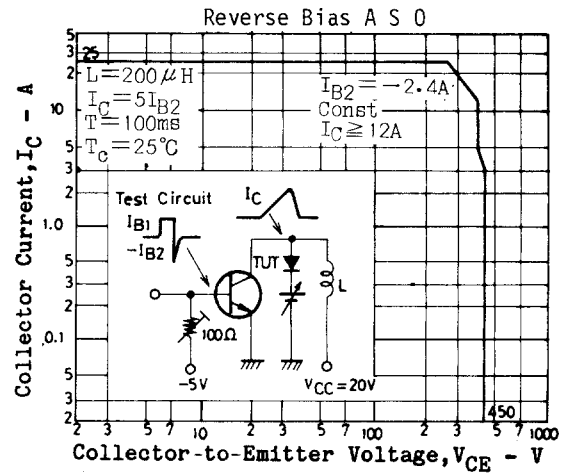 Reverse Bias A S O
Collector Current, IC - A
5
3
2
10
5
3
2
1.0
5
3
2
0.1
5
3
2
25
L=200μH
IC=5IB2
T=100ms
Tc=25°C
IB2=-2.4A
Const
IC≧12A
Test Circuit
IB1
-IB2
IC
TUT
L
100Ω
-5V
VCC=20V
450
2 3 5 7 10 2 3 5 7 100 2 3 5 7 1000
Collector-to-Emitter Voltage, VCE - V